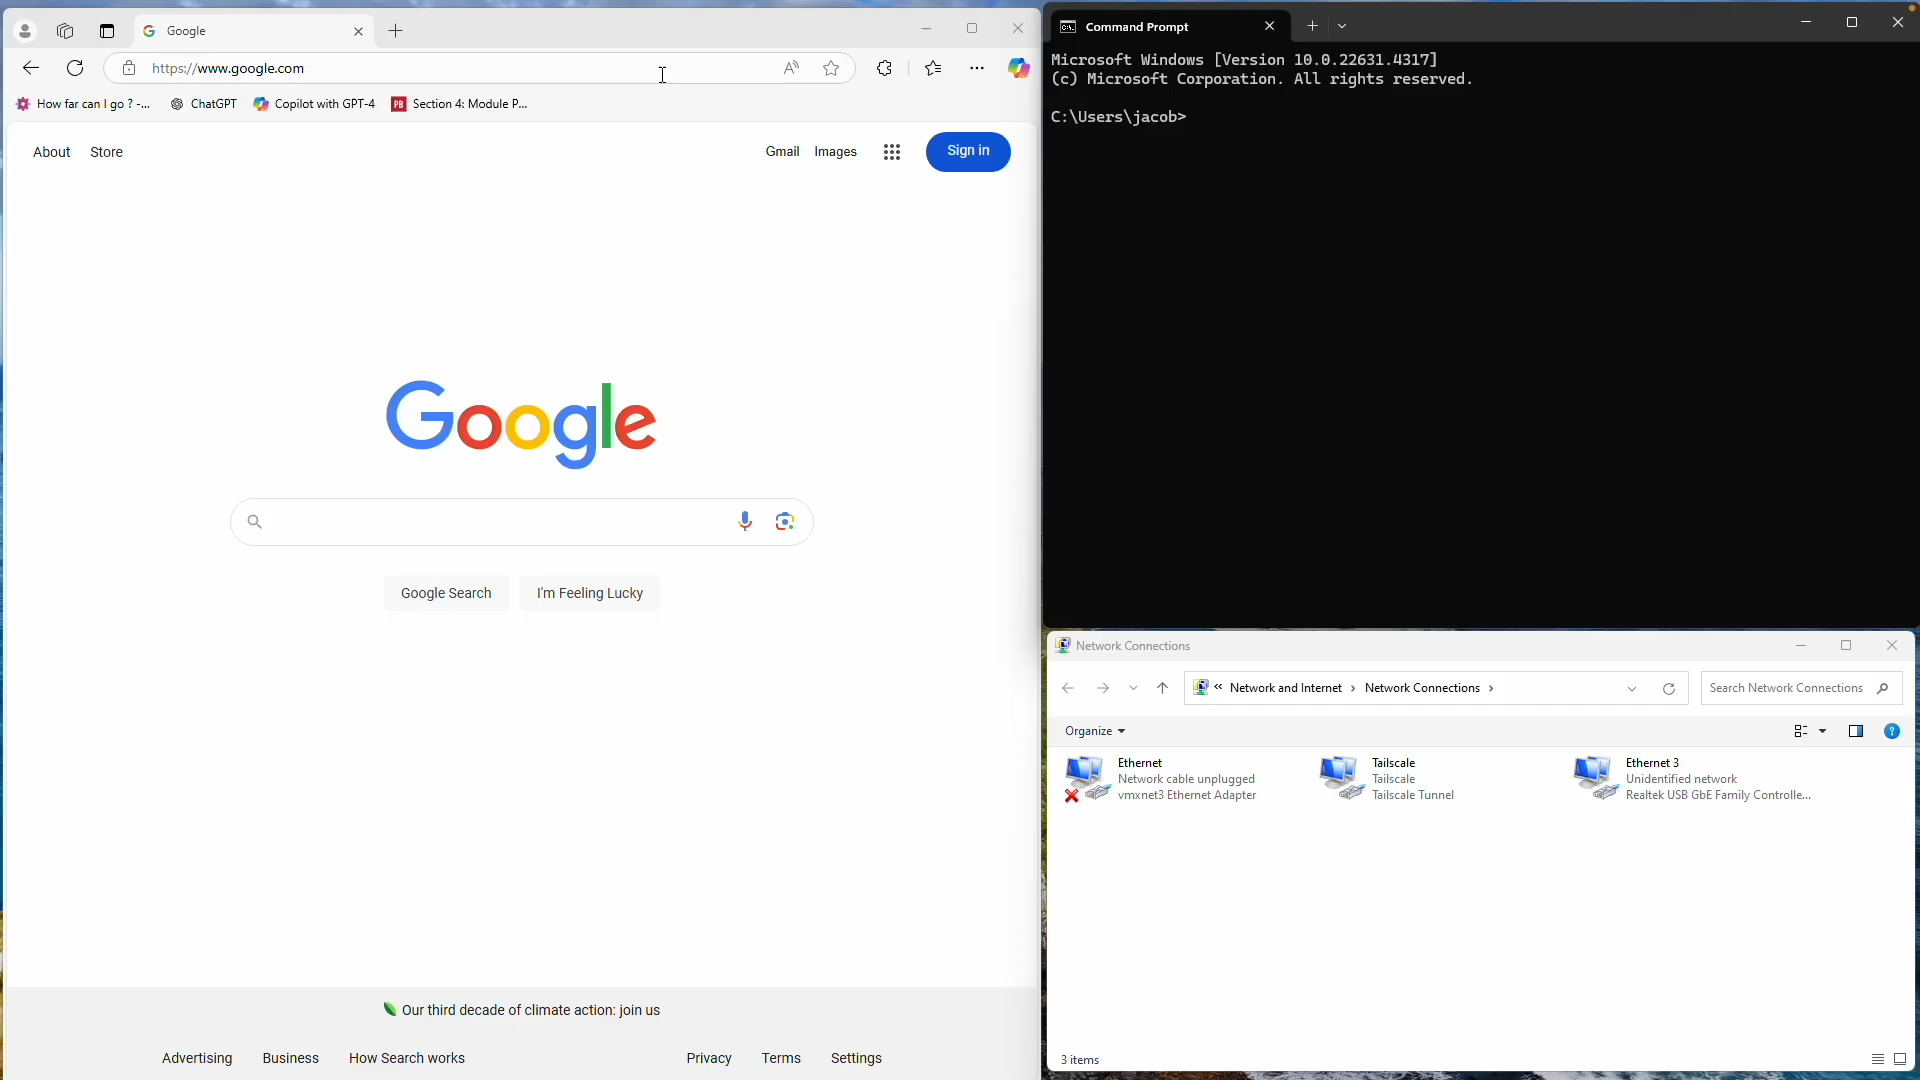 Google
https://www.google.com
How far can I go ? -...
ChatGPT
Copilot with GPT-4
PB
Section 4: Module P...
About
Store
Gmail
Images
Sign in
Google
Google Search
I'm Feeling Lucky
Our third decade of climate action: join us
Advertising
Business
How Search works
Privacy
Terms
Settings
Command Prompt
Microsoft Windows [Version 10.0.22631.4317]
(c) Microsoft Corporation. All rights reserved.
C:\Users\jacob>
Network Connections
« Network and Internet › Network Connections ›
Search Network Connections
Organize
Ethernet
Network cable unplugged
vmxnet3 Ethernet Adapter
Tailscale
Tailscale
Tailscale Tunnel
Ethernet 3
Unidentified network
Realtek USB GbE Family Controlle...
3 items